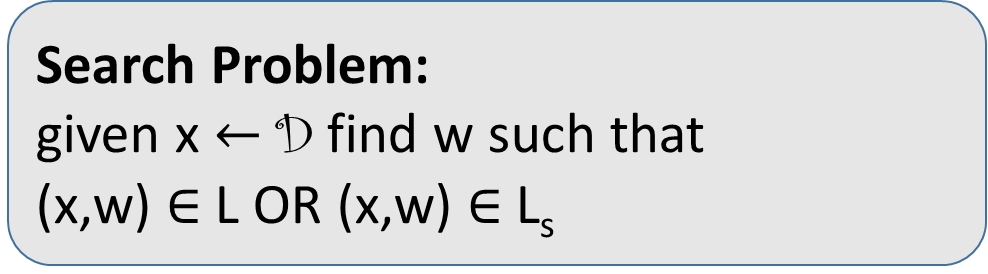 Search Problem:
given x ← 𝒟 find w such that
(x,w) ∈ L OR (x,w) ∈ Lₛ